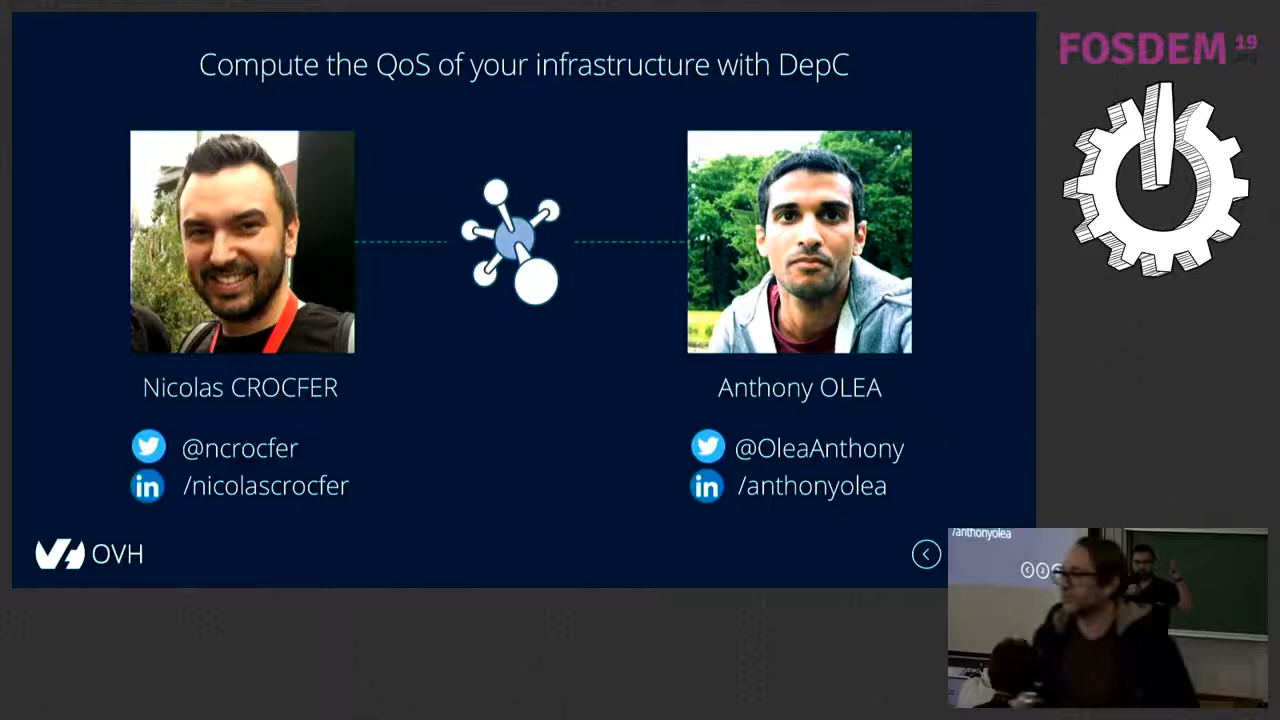 Compute the QoS of your infrastructure with DepC
FOSDEM 19
Nicolas CROCFER
Anthony OLEA
@ncrocfer
/nicolascrocfer
@OleaAnthony
/anthonyolea
OVH
/anthonyolea